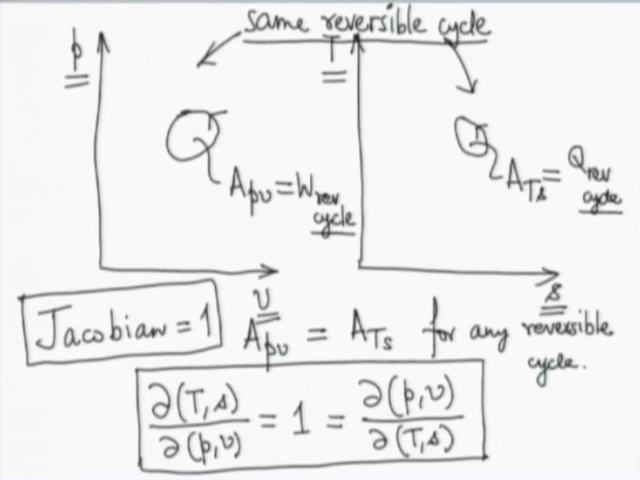 same reversible cycle
p
T
A_pv = W_rev cycle
A_Ts = Q_rev cycle
v
s
Jacobian = 1
A_pv = A_Ts for any reversible cycle.
∂(T,s)/∂(p,v) = 1 = ∂(p,v)/∂(T,s)